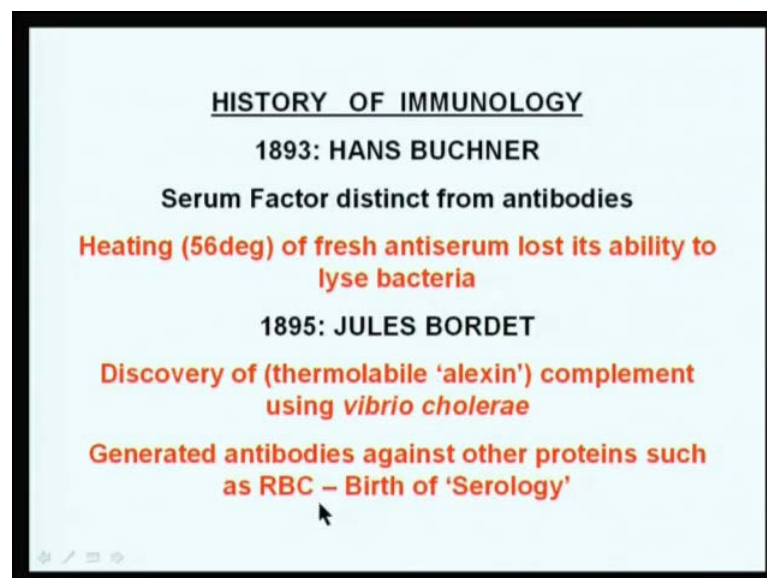 HISTORY OF IMMUNOLOGY
1893: HANS BUCHNER
Serum Factor distinct from antibodies
Heating (56deg) of fresh antiserum lost its ability to
lyse bacteria
1895: JULES BORDET
Discovery of (thermolabile ‘alexin’) complement
using vibrio cholerae
Generated antibodies against other proteins such
as RBC – Birth of ‘Serology’